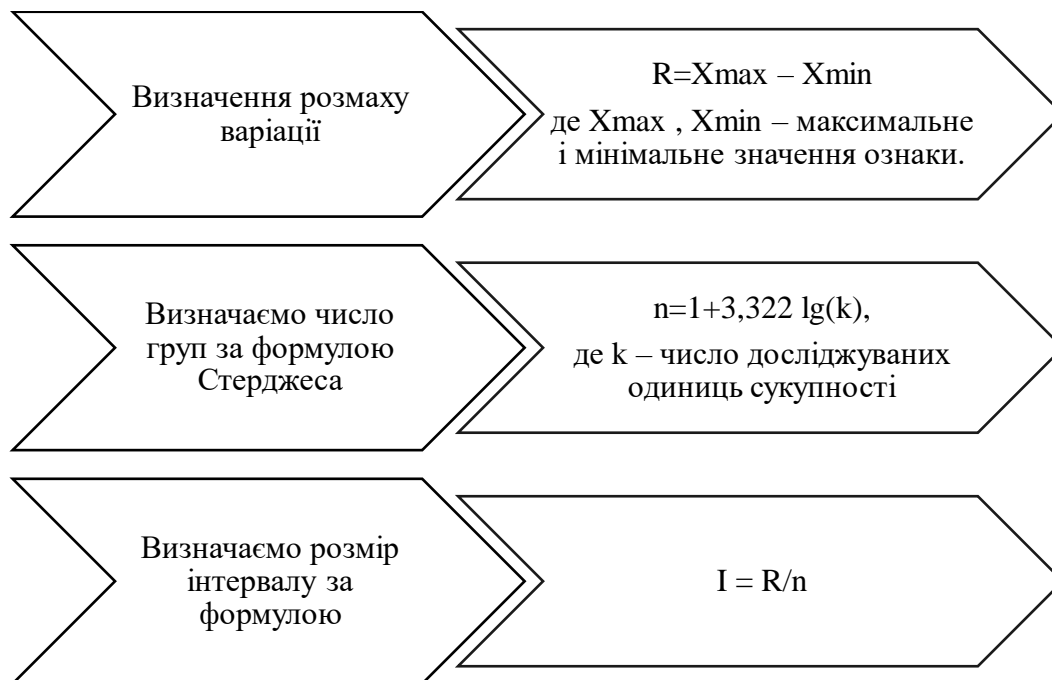 Визначення розмаху
варіації
R=Xmax – Xmin
де Xmax , Xmin – максимальне
і мінімальне значення ознаки.
Визначаємо число
груп за формулою
Стерджеса
n=1+3,322 lg(k),
де k – число досліджуваних
одиниць сукупності
Визначаємо розмір
інтервалу за
формулою
I = R/n